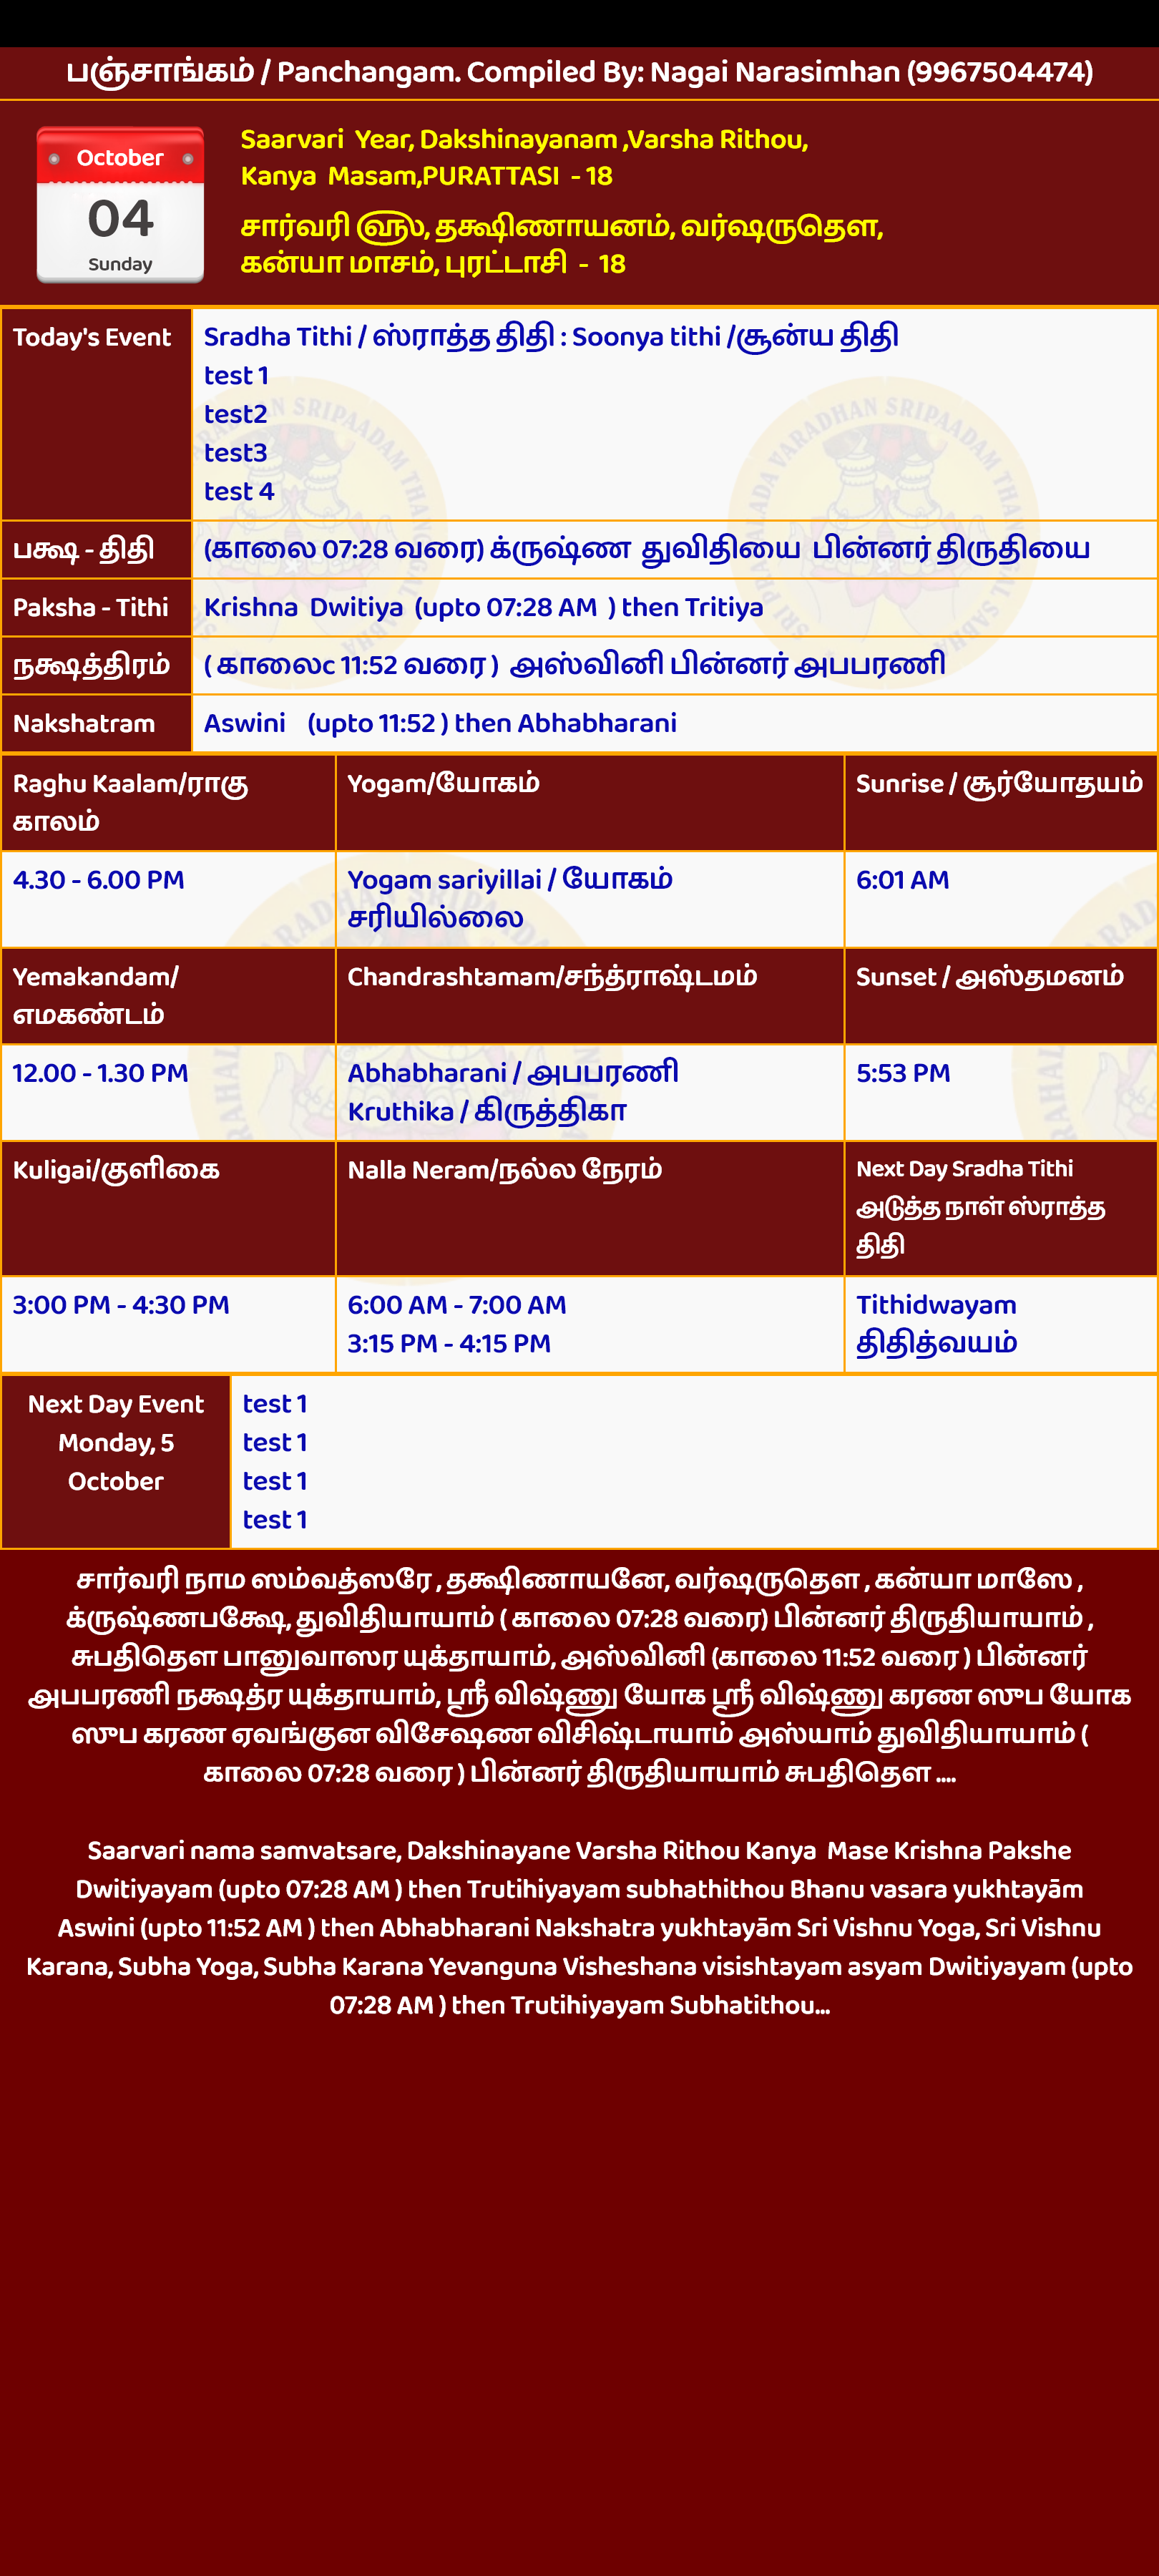 பஞ்சாங்கம் / Panchangam. Compiled By: Nagai Narasimhan (9967504474)
October
04
Sunday
Saarvari Year, Dakshinayanam ,Varsha Rithou,
Kanya Masam,PURATTASI - 18
சார்வரி ௵, தக்ஷிணாயனம், வர்ஷருதௌ,
கன்யா மாசம், புரட்டாசி - 18
Today's Event
Sradha Tithi / ஸ்ராத்த திதி : Soonya tithi /சூன்ய திதி
test 1
test2
test3
test 4
பக்ஷ - திதி
(காலை 07:28 வரை) க்ருஷ்ண துவிதியை பின்னர் திருதியை
Paksha - Tithi
Krishna Dwitiya (upto 07:28 AM ) then Tritiya
நக்ஷத்திரம்
( காலைc 11:52 வரை ) அஸ்வினி பின்னர் அபபரணி
Nakshatram
Aswini (upto 11:52 ) then Abhabharani
Raghu Kaalam/ராகு
காலம்
Yogam/யோகம்
Sunrise / சூர்யோதயம்
4.30 - 6.00 PM
Yogam sariyillai / யோகம்
சரியில்லை
6:01 AM
Yemakandam/
எமகண்டம்
Chandrashtamam/சந்த்ராஷ்டமம்
Sunset / அஸ்தமனம்
12.00 - 1.30 PM
Abhabharani / அபபரணி
Kruthika / கிருத்திகா
5:53 PM
Kuligai/குளிகை
Nalla Neram/நல்ல நேரம்
Next Day Sradha Tithi
அடுத்த நாள் ஸ்ராத்த
திதி
3:00 PM - 4:30 PM
6:00 AM - 7:00 AM
3:15 PM - 4:15 PM
Tithidwayam
திதித்வயம்
Next Day Event
Monday, 5
October
test 1
test 1
test 1
test 1
சார்வரி நாம ஸம்வத்ஸரே , தக்ஷிணாயனே, வர்ஷருதௌ , கன்யா மாஸே ,
க்ருஷ்ணபக்ஷே, துவிதியாயாம் ( காலை 07:28 வரை) பின்னர் திருதியாயாம் ,
சுபதிதௌ பானுவாஸர யுக்தாயாம், அஸ்வினி (காலை 11:52 வரை ) பின்னர்
அபபரணி நக்ஷத்ர யுக்தாயாம், ஸ்ரீ விஷ்ணு யோக ஸ்ரீ விஷ்ணு கரண ஸுப யோக
ஸுப கரண ஏவங்குன விசேஷண விசிஷ்டாயாம் அஸ்யாம் துவிதியாயாம் (
காலை 07:28 வரை ) பின்னர் திருதியாயாம் சுபதிதௌ ....
Saarvari nama samvatsare, Dakshinayane Varsha Rithou Kanya Mase Krishna Pakshe
Dwitiyayam (upto 07:28 AM ) then Trutihiyayam subhathithou Bhanu vasara yukhtayām
Aswini (upto 11:52 AM ) then Abhabharani Nakshatra yukhtayām Sri Vishnu Yoga, Sri Vishnu
Karana, Subha Yoga, Subha Karana Yevanguna Visheshana visishtayam asyam Dwitiyayam (upto
07:28 AM ) then Trutihiyayam Subhatithou...